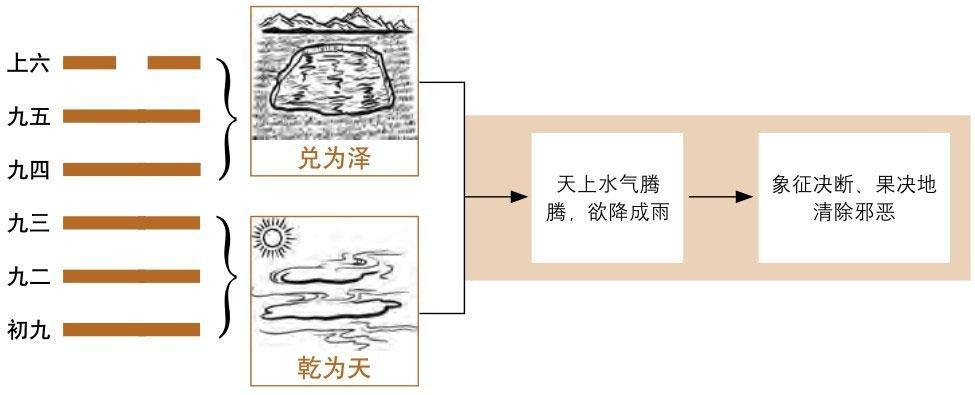 上六
九五
九四
九三
九二
初九
兑为泽
乾为天
天上水气腾
腾，欲降成雨
象征决断、果决地
清除邪恶